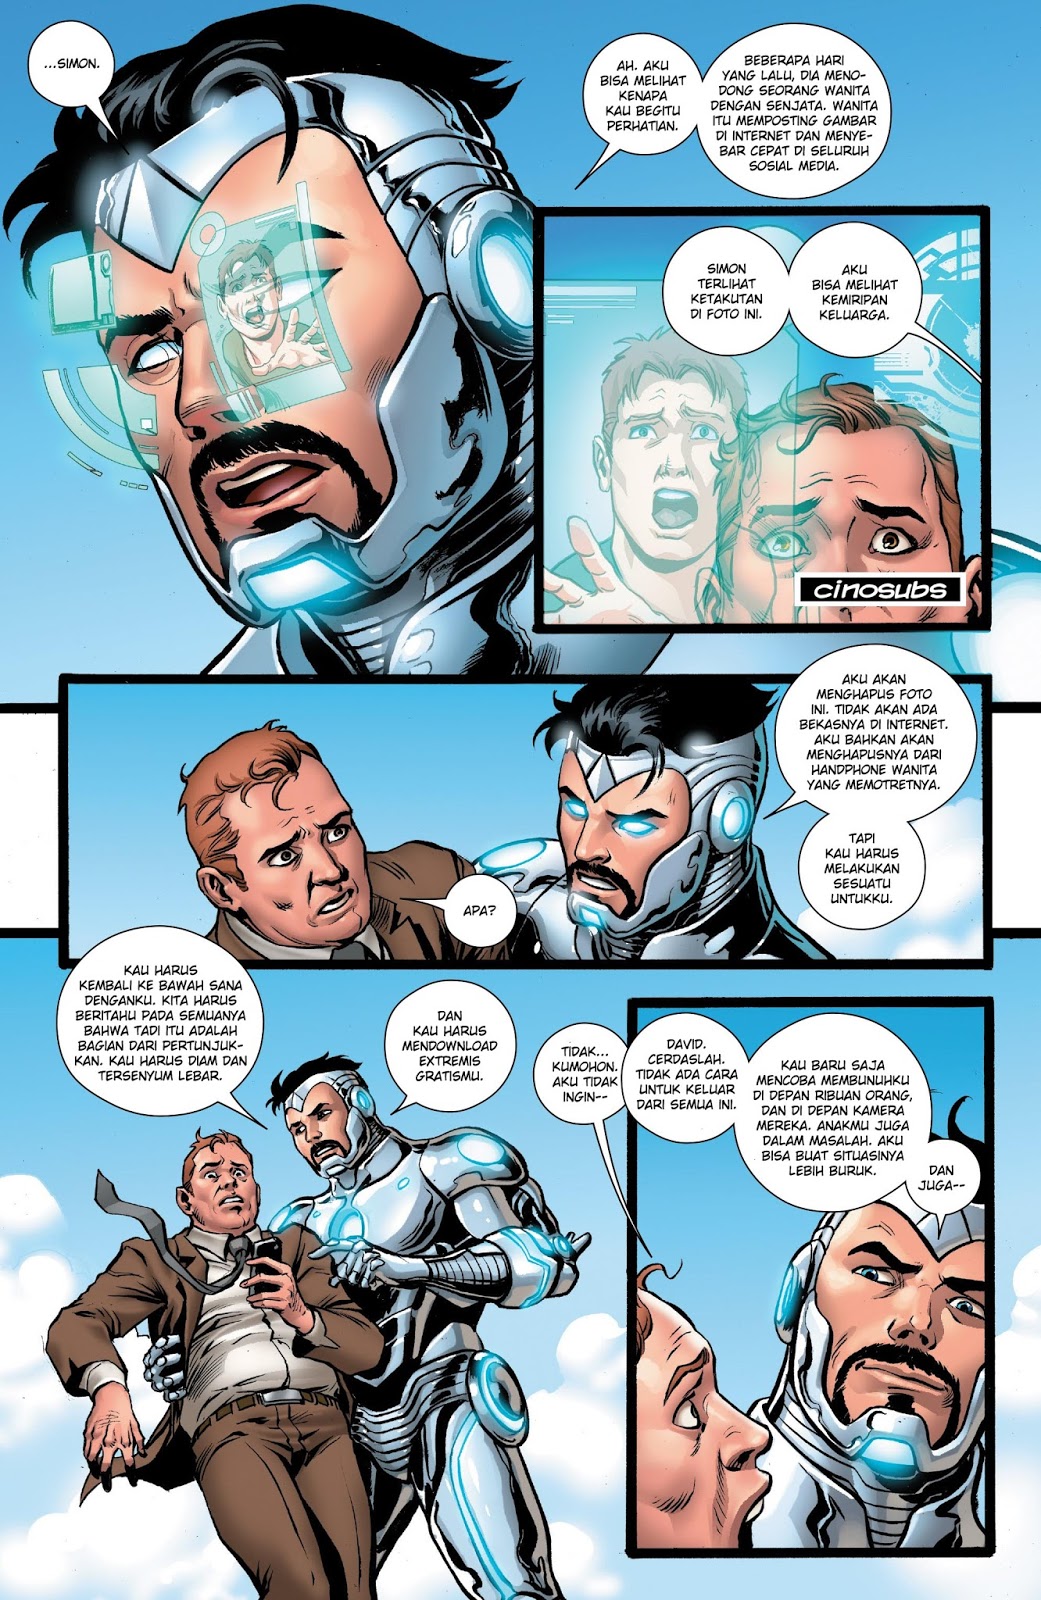 ...SIMON.
AH. AKU
BISA MELIHAT
KENAPA
KAU BEGITU
PERHATIAN.
BEBERAPA HARI
YANG LALU, DIA MENO-
DONG SEORANG WANITA
DENGAN SENJATA. WANITA
ITU MEMPOSTING GAMBAR
DI INTERNET DAN MENYE-
BAR CEPAT DI SELURUH
SOSIAL MEDIA.
SIMON
TERLIHAT
KETAKUTAN
DI FOTO INI.
AKU
BISA MELIHAT
KEMIRIPAN
KELUARGA.
cinosubs
AKU AKAN
MENGHAPUS FOTO
INI. TIDAK AKAN ADA
BEKASNYA DI INTERNET.
AKU BAHKAN AKAN
MENGHAPUSNYA DARI
HANDPHONE WANITA
YANG MEMOTRETNYA.
TAPI
KAU HARUS
MELAKUKAN
SESUATU
UNTUKKU.
APA?
KAU HARUS
KEMBALI KE BAWAH SANA
DENGANKU. KITA HARUS
BERITAHU PADA SEMUANYA
BAHWA TADI ITU ADALAH
BAGIAN DARI PERTUNJUK-
KAN. KAU HARUS DIAM DAN
TERSENYUM LEBAR.
DAN
KAU HARUS
MENDOWNLOAD
EXTREMIS
GRATISMU.
TIDAK...
KUMOHON.
AKU TIDAK
INGIN--
DAVID.
CERDASLAH.
TIDAK ADA CARA
UNTUK KELUAR
DARI SEMUA INI.
KAU BARU SAJA
MENCOBA MEMBUNUHKU
DI DEPAN RIBUAN ORANG,
DAN DI DEPAN KAMERA
MEREKA. ANAKMU JUGA
DALAM MASALAH. AKU
BISA BUAT SITUASINYA
LEBIH BURUK.
DAN
JUGA--